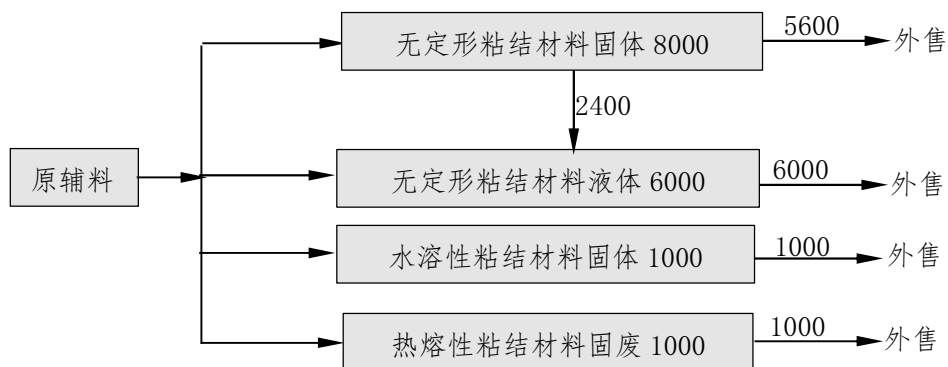 无定形粘结材料固体 8000
5600
外售
2400
原辅料
无定形粘结材料液体 6000
6000
外售
水溶性粘结材料固体 1000
1000
外售
热熔性粘结材料固废 1000
1000
外售